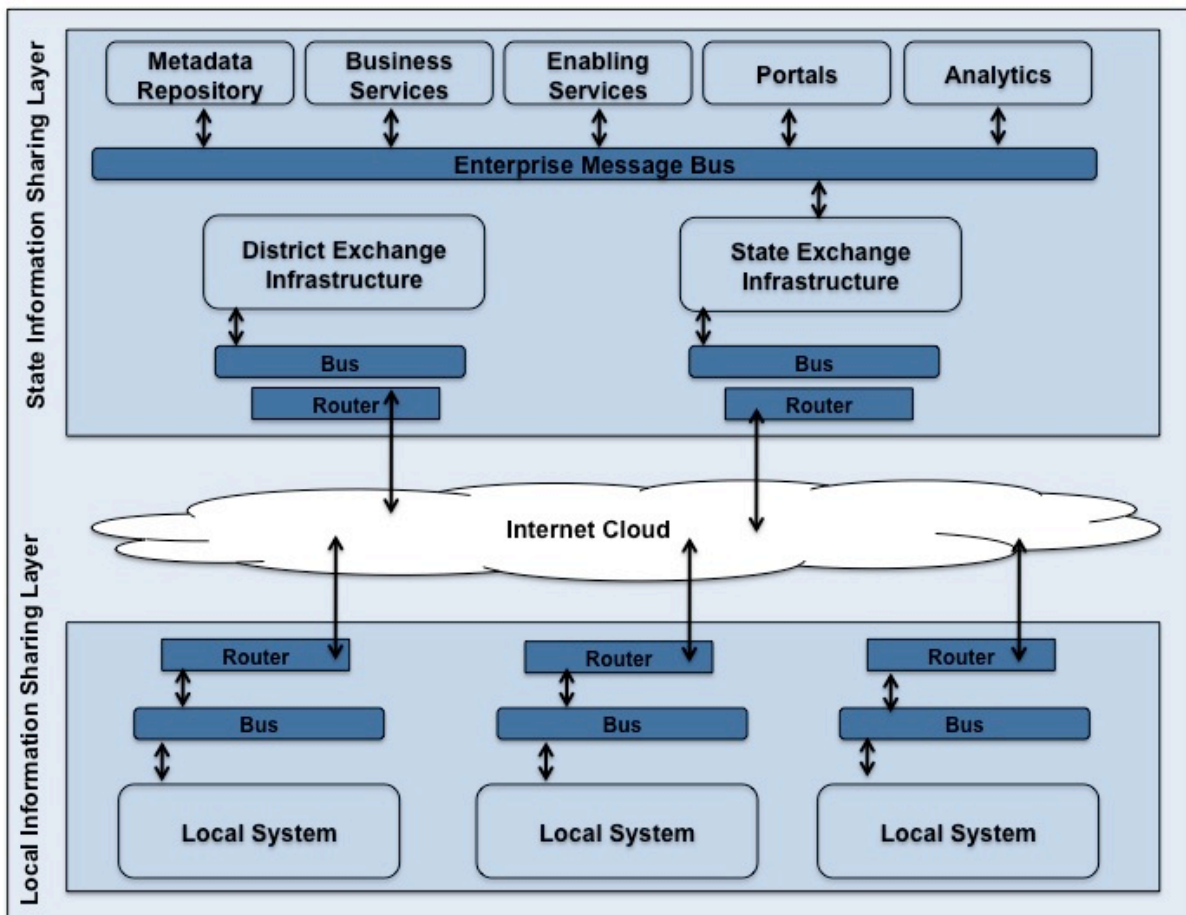 State Information Sharing Layer
Metadata
Repository
Business
Services
Enabling
Services
Portals
Analytics
Enterprise Message Bus
District Exchange
Infrastructure
State Exchange
Infrastructure
Bus
Bus
Router
Router
Internet Cloud
Local Information Sharing Layer
Router
Router
Router
Bus
Bus
Bus
Local System
Local System
Local System